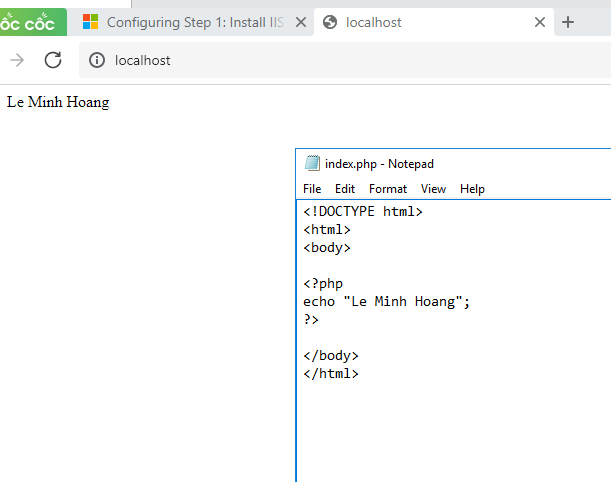 ốc cốc
Configuring Step 1: Install IIS
localhost
localhost
Le Minh Hoang
index.php - Notepad
File Edit Format View Help
<!DOCTYPE html>
<html>
<body>
<?php
echo "Le Minh Hoang";
?>
</body>
</html>